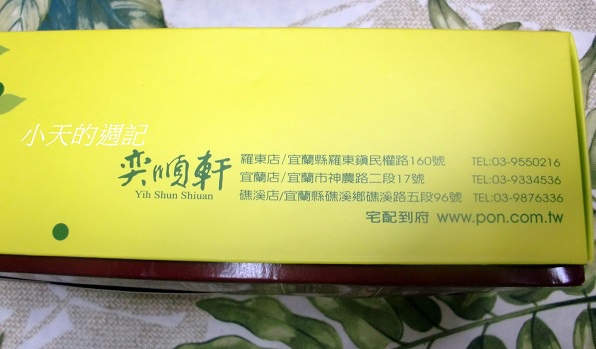 小天的週記
奕順軒
Yih Shun Shiuan
羅東店/宜蘭縣羅東鎮民權路160號 TEL:03-9550216
宜蘭店/宜蘭市神農路二段17號 TEL:03-9334536
礁溪店/宜蘭縣礁溪鄉礁溪路五段96號 TEL:03-9876336
宅配到府 www.pon.com.tw